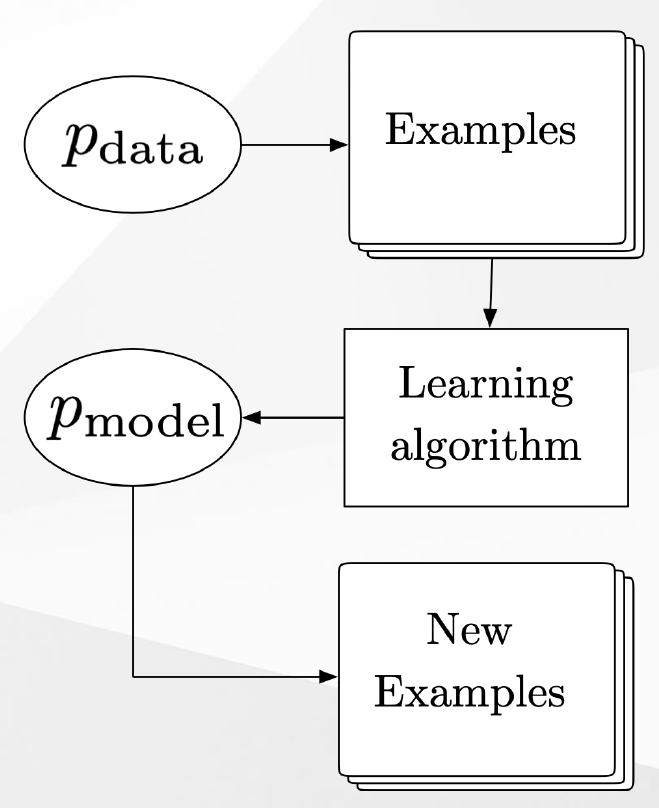 p_data
Examples
Learning
algorithm
p_model
New
Examples